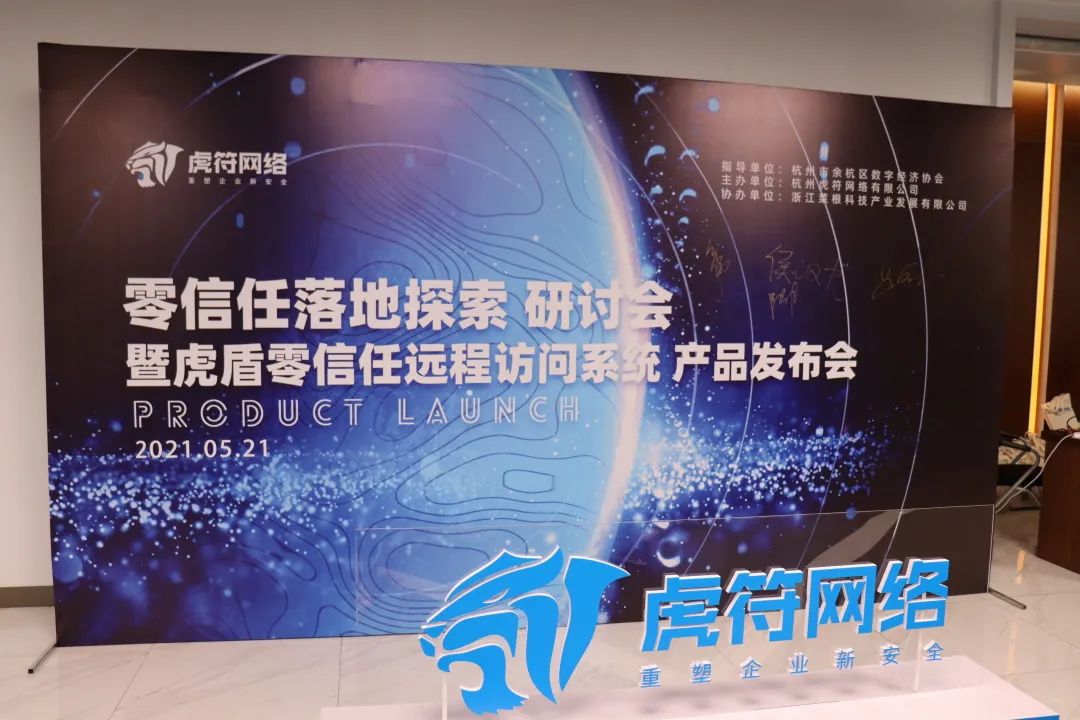 虎符网络
重塑企业新安全
指导单位：杭州市余杭区数字经济协会
主办单位：杭州虎符网络有限公司
协办单位：浙江菜根科技产业发展有限公司
零信任落地探索 研讨会
暨虎盾零信任远程访问系统 产品发布会
PRODUCT LAUNCH
2021.05.21
虎符网络
重塑企业新安全